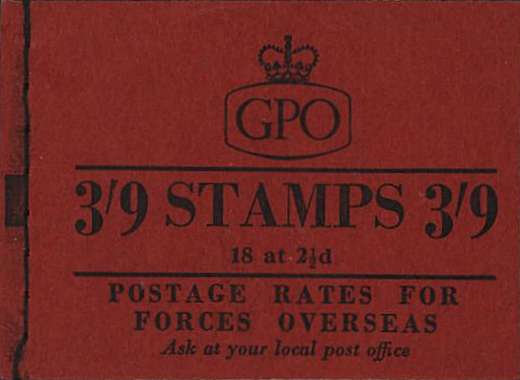 GPO
3/9 STAMPS 3/9
18 at 2½d
POSTAGE RATES FOR
FORCES OVERSEAS
Ask at your local post office